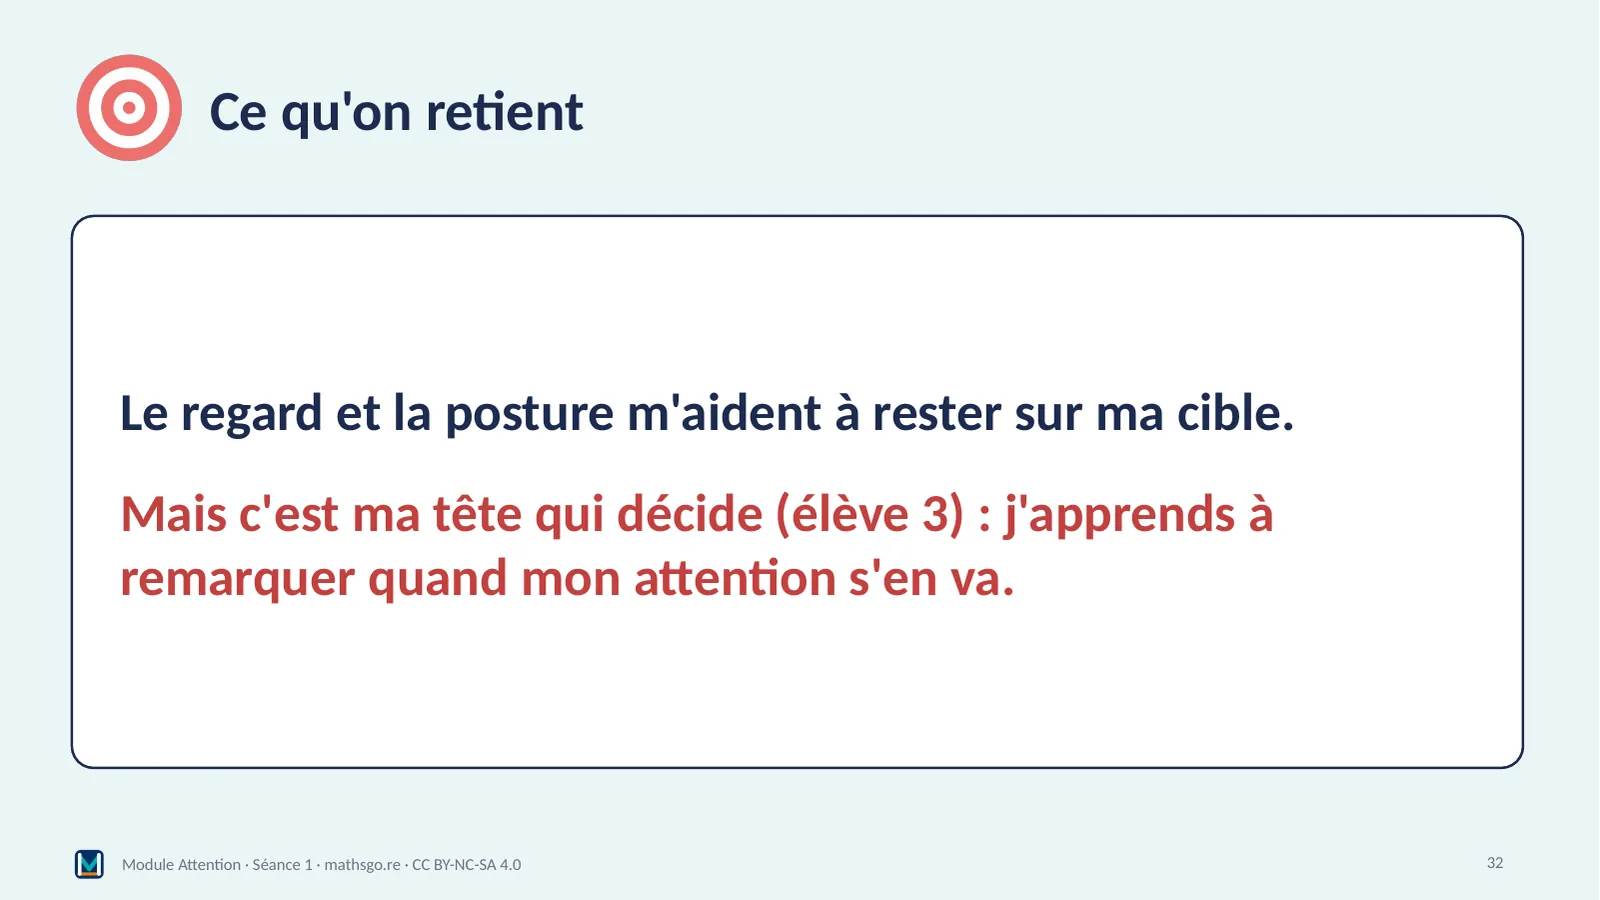 Ce qu'on retient
Le regard et la posture m'aident à rester sur ma cible.
Mais c'est ma tête qui décide (élève 3) : j'apprends à
remarquer quand mon attention s'en va.
Module Attention · Séance 1 · mathsgo.re · CC BY-NC-SA 4.0
32